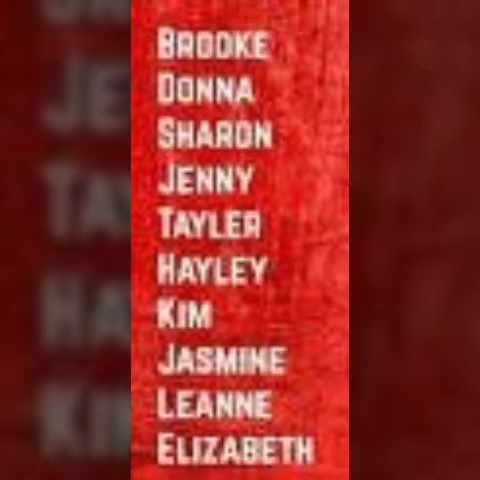 BROOKE
DONNA
SHARON
JENNY
TAYLER
HAYLEY
KIM
JASMINE
LEANNE
ELIZABETH